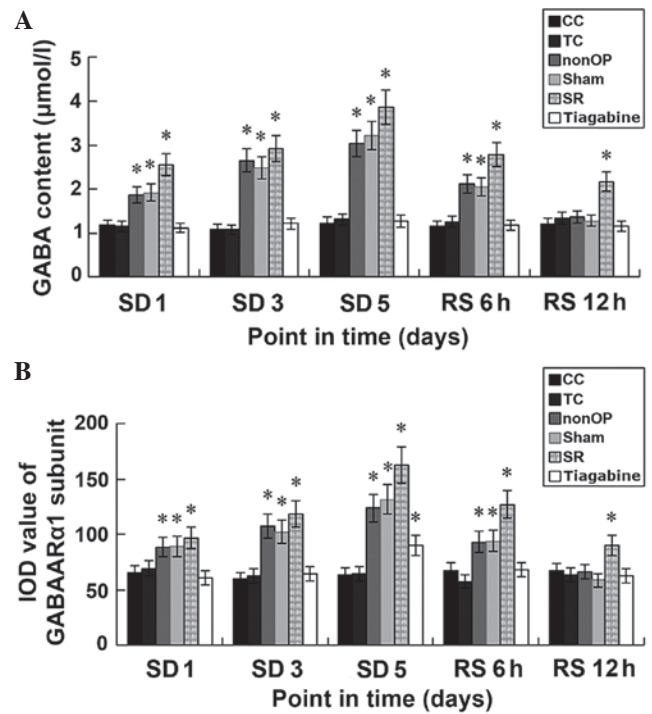 A
GABA content (µmol/l)
5
4
3
2
1
0
* * *
* * *
* * *
* * *
*
CC
TC
nonOP
Sham
SR
Tiagabine
SD 1 SD 3 SD 5 RS 6 h RS 12 h
Point in time (days)
B
IOD value of
GABAARα1 subunit
200
150
100
50
0
* * *
* * *
* * * *
* * *
*
CC
TC
nonOP
Sham
SR
Tiagabine
SD 1 SD 3 SD 5 RS 6 h RS 12 h
Point in time (days)